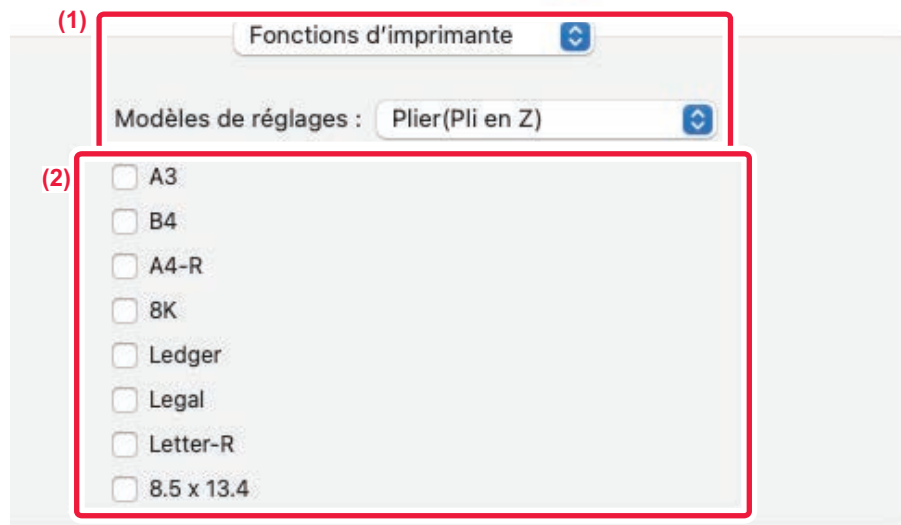 (1)
Fonctions d'imprimante
Modèles de réglages : Plier(Pli en Z)
(2)
A3
B4
A4-R
8K
Ledger
Legal
Letter-R
8.5 x 13.4